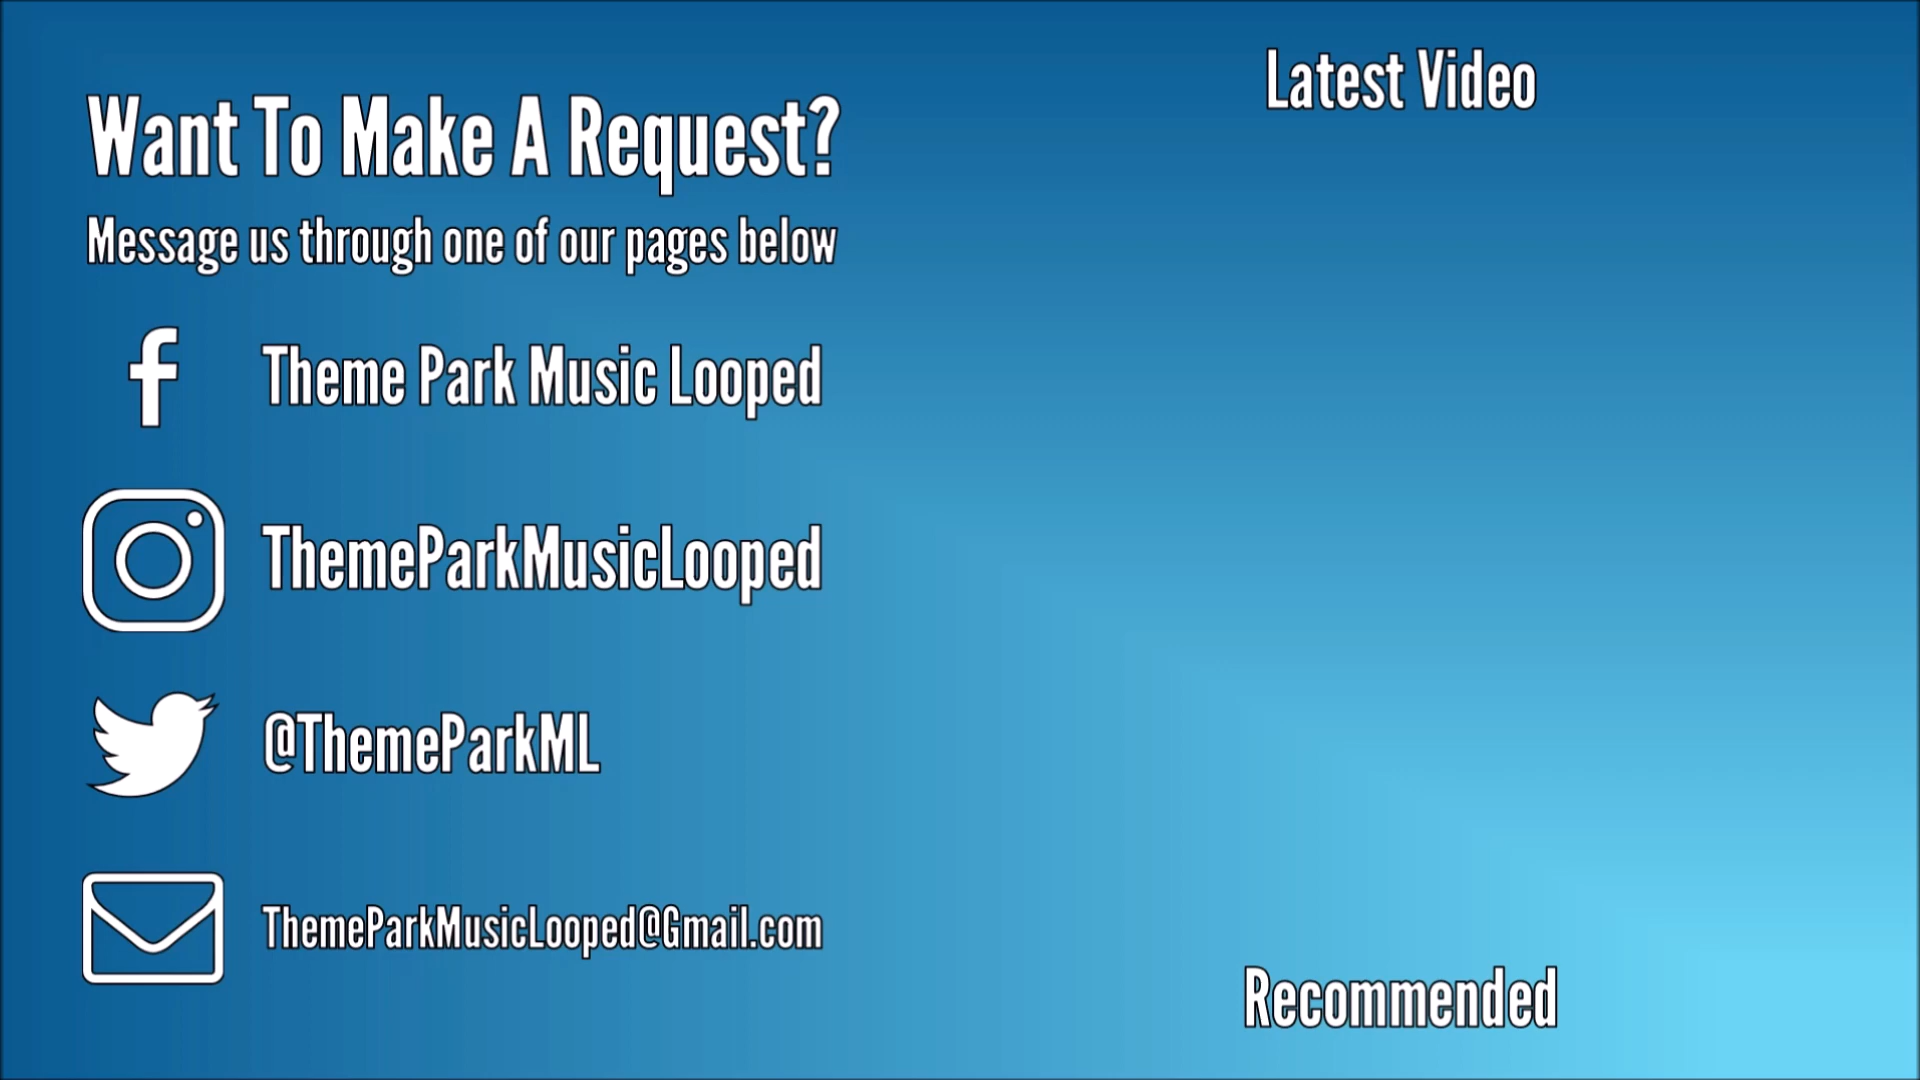 Want To Make A Request?
Message us through one of our pages below
Theme Park Music Looped
ThemeParkMusicLooped
@ThemeParkML
ThemeParkMusicLooped@Gmail.com
Latest Video
Recommended